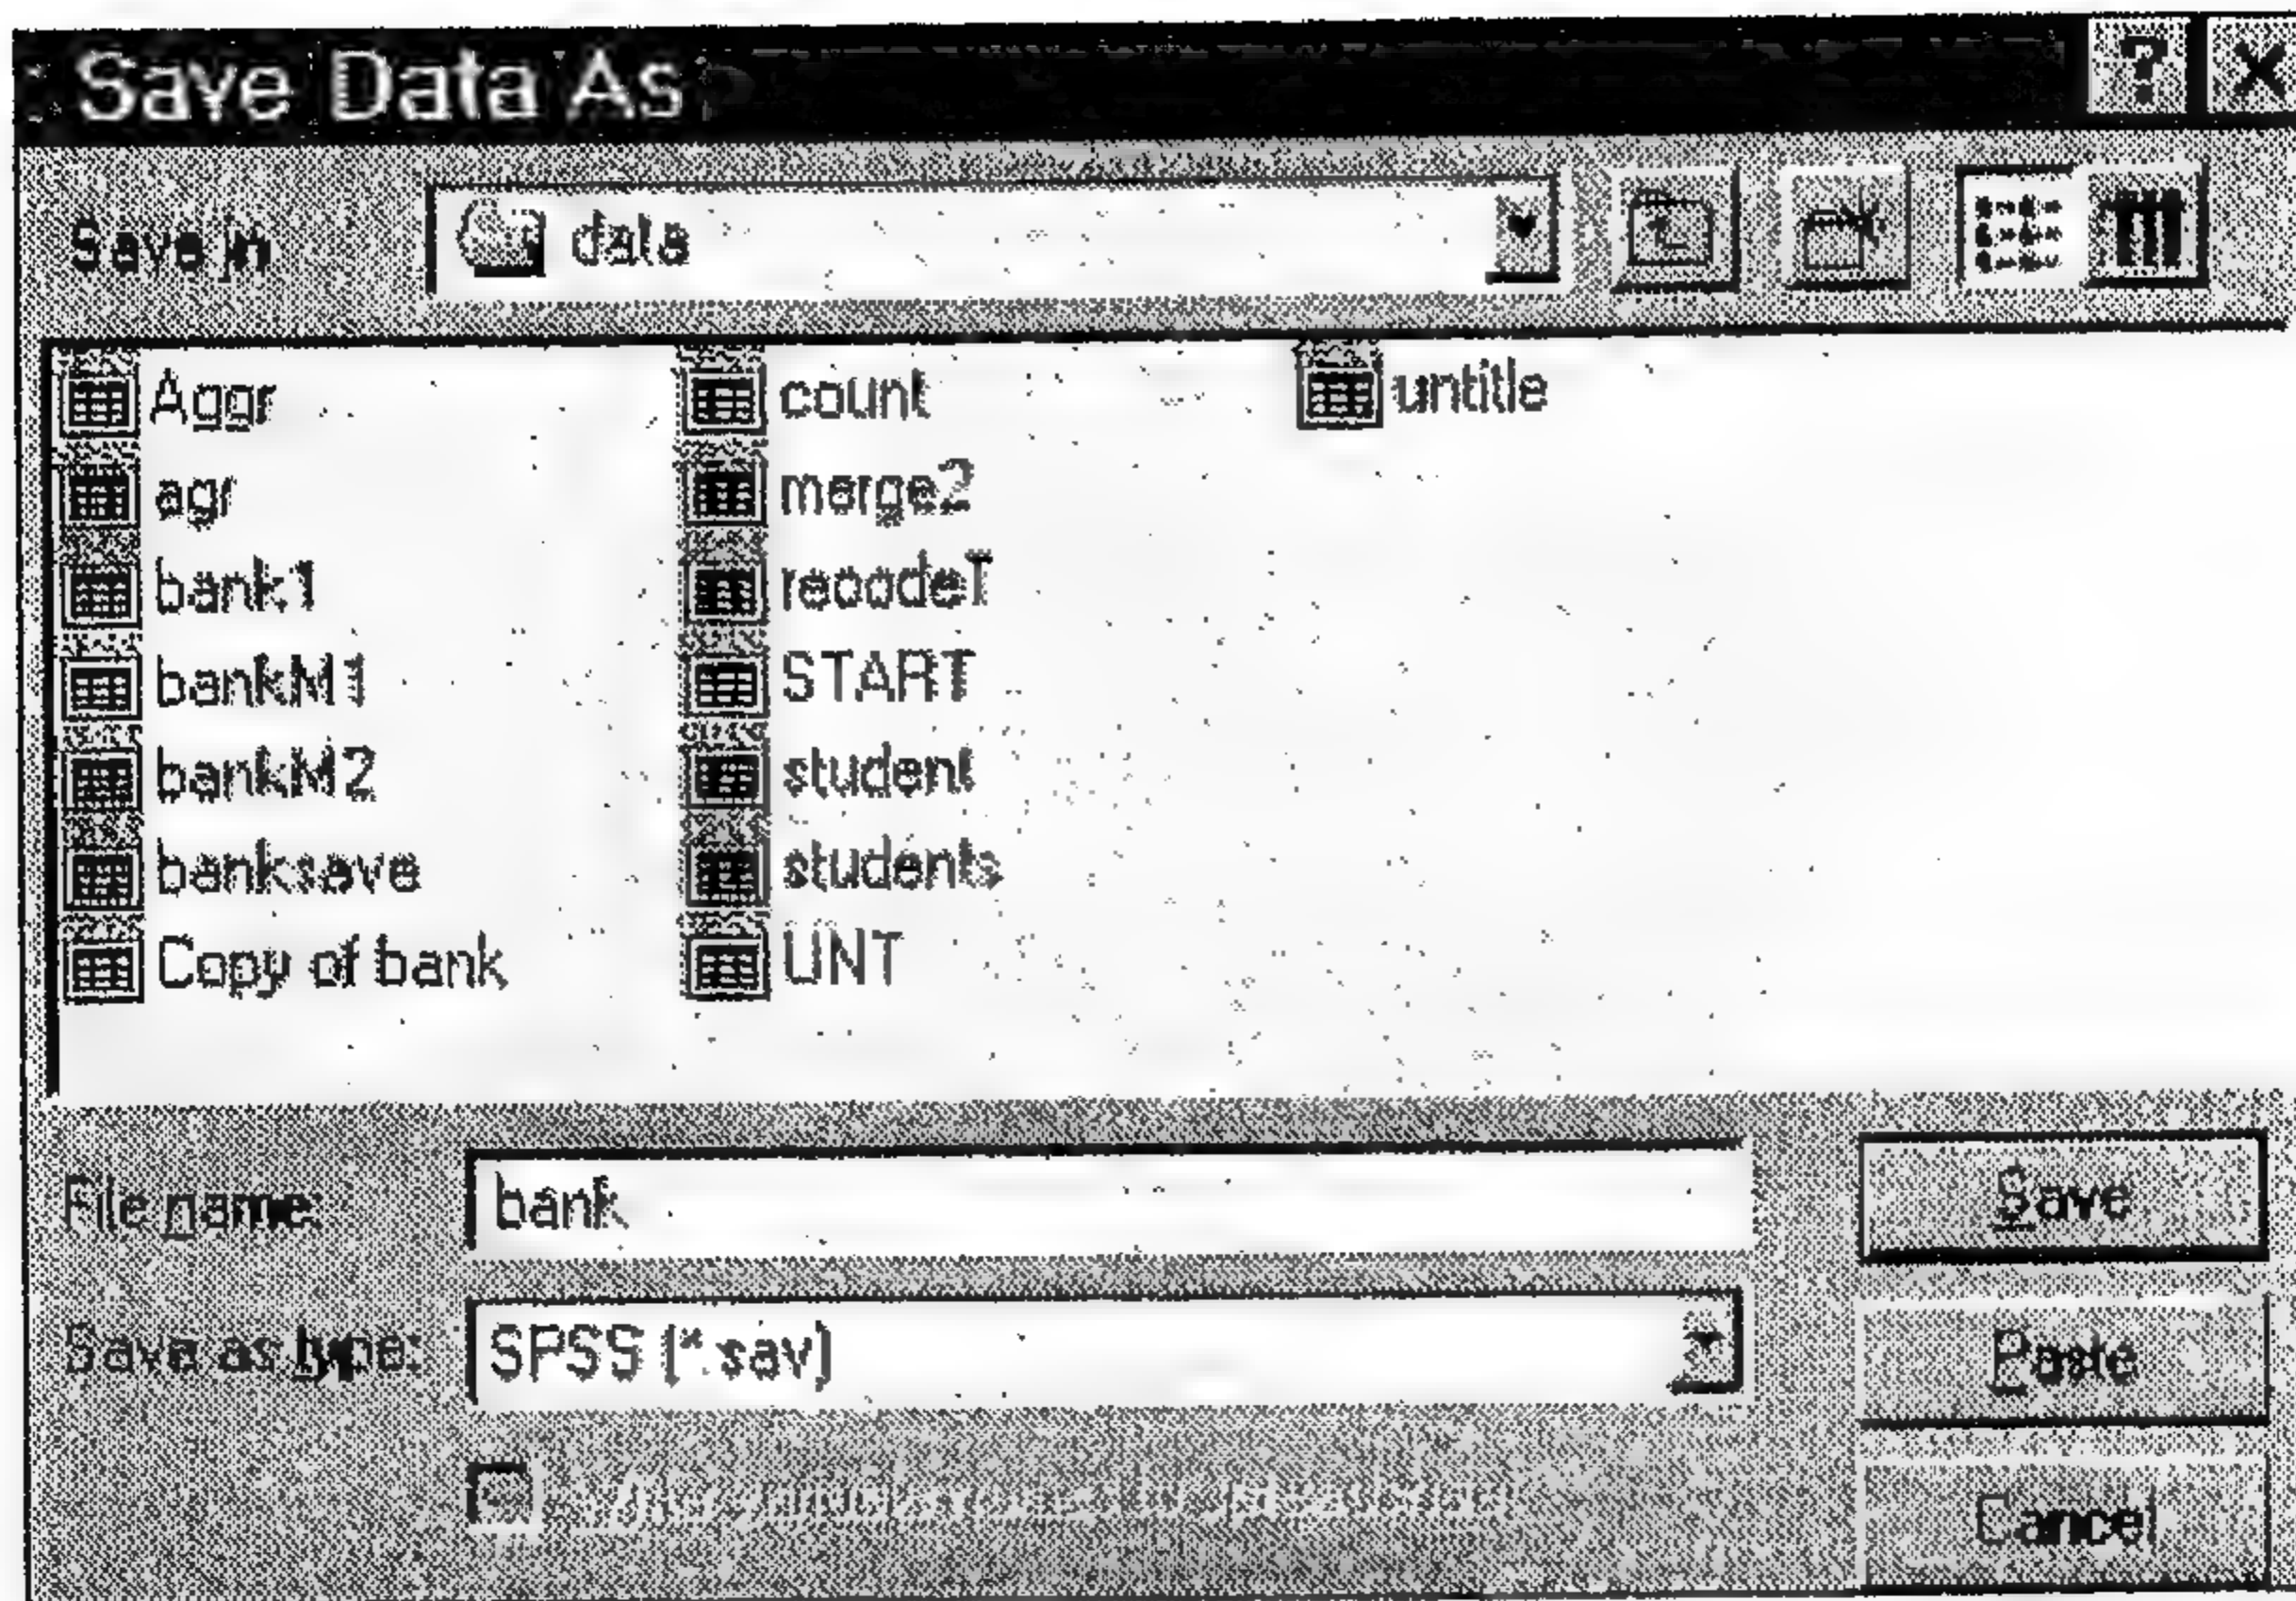 Save Data As
Save in
data
Aggr
agr
bank1
bankM1
bankM2
banksave
Copy of bank
count
merge2
recodeT
START
student
students
UNT
untitle
File name:
bank
Save
Save as type:
SPSS (*.sav)
Paste
Cancel